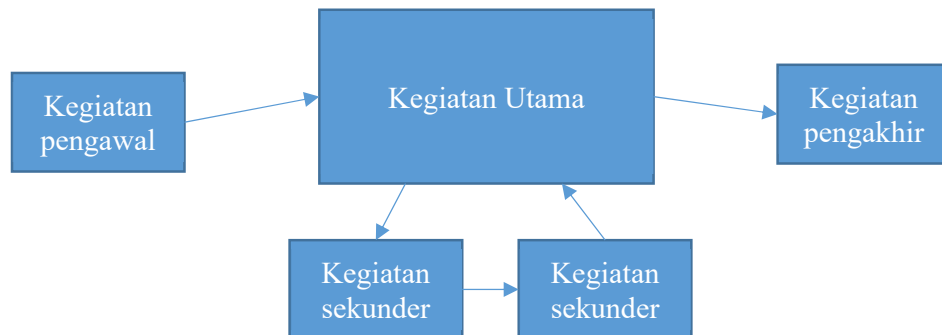 Kegiatan
pengawal
Kegiatan Utama
Kegiatan
pengakhir
Kegiatan
sekunder
Kegiatan
sekunder